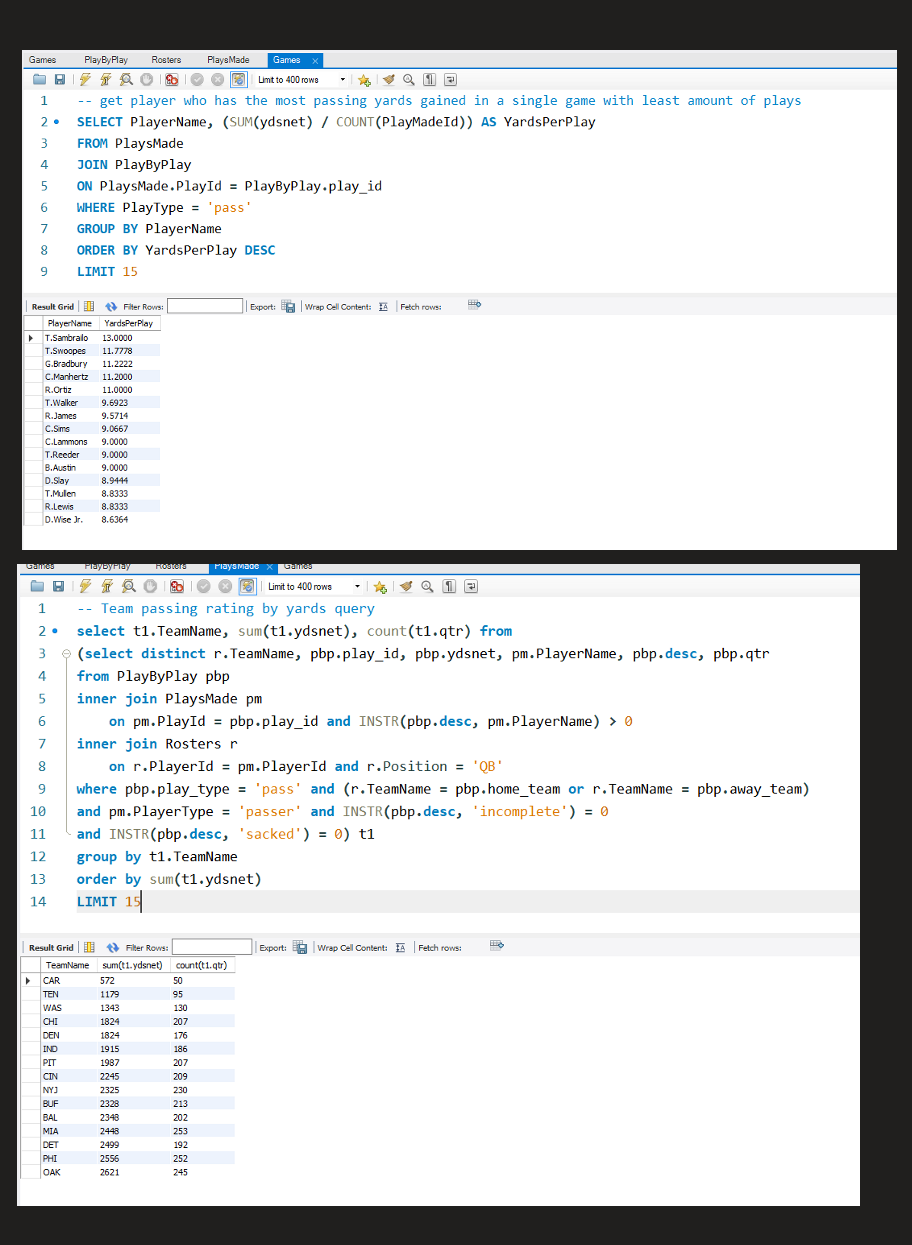 Games PlayByPlay Rosters PlaysMade Games ×
Limit to 400 rows
1 -- get player who has the most passing yards gained in a single game with least amount of plays
2 SELECT PlayerName, (SUM(ydsnet) / COUNT(PlayMadeId)) AS YardsPerPlay
3 FROM PlaysMade
4 JOIN PlayByPlay
5 ON PlaysMade.PlayId = PlayByPlay.play_id
6 WHERE PlayType = 'pass'
7 GROUP BY PlayerName
8 ORDER BY YardsPerPlay DESC
9 LIMIT 15
Result Grid Filter Rows: Export: Wrap Cell Content: Fetch rows:
PlayerName YardsPerPlay
T.Sambrailo 13.0000
T.Swoopes 11.7778
G.Bradbury 11.2222
C.Manhertz 11.2000
R.Ortiz 11.0000
T.Walker 9.6923
R.James 9.5714
C.Sims 9.0667
C.Lammons 9.0000
T.Reeder 9.0000
B.Austin 9.0000
D.Slay 8.9444
T.Mullen 8.8333
R.Lewis 8.8333
D.Wise Jr. 8.6364
Games PlayByPlay Rosters PlaysMade × Games
Limit to 400 rows
1 -- Team passing rating by yards query
2 select t1.TeamName, sum(t1.ydsnet), count(t1.qtr) from
3 (select distinct r.TeamName, pbp.play_id, pbp.ydsnet, pm.PlayerName, pbp.desc, pbp.qtr
4 from PlayByPlay pbp
5 inner join PlaysMade pm
6 on pm.PlayId = pbp.play_id and INSTR(pbp.desc, pm.PlayerName) > 0
7 inner join Rosters r
8 on r.PlayerId = pm.PlayerId and r.Position = 'QB'
9 where pbp.play_type = 'pass' and (r.TeamName = pbp.home_team or r.TeamName = pbp.away_team)
10 and pm.PlayerType = 'passer' and INSTR(pbp.desc, 'incomplete') = 0
11 and INSTR(pbp.desc, 'sacked') = 0) t1
12 group by t1.TeamName
13 order by sum(t1.ydsnet)
14 LIMIT 15
Result Grid Filter Rows: Export: Wrap Cell Content: Fetch rows:
TeamName sum(t1.ydsnet) count(t1.qtr)
CAR 572 50
TEN 1179 95
WAS 1343 130
CHI 1824 207
DEN 1824 176
IND 1915 186
PIT 1987 207
CIN 2245 209
NYJ 2325 230
BUF 2328 213
BAL 2348 202
MIA 2448 253
DET 2499 192
PHI 2556 252
OAK 2621 245